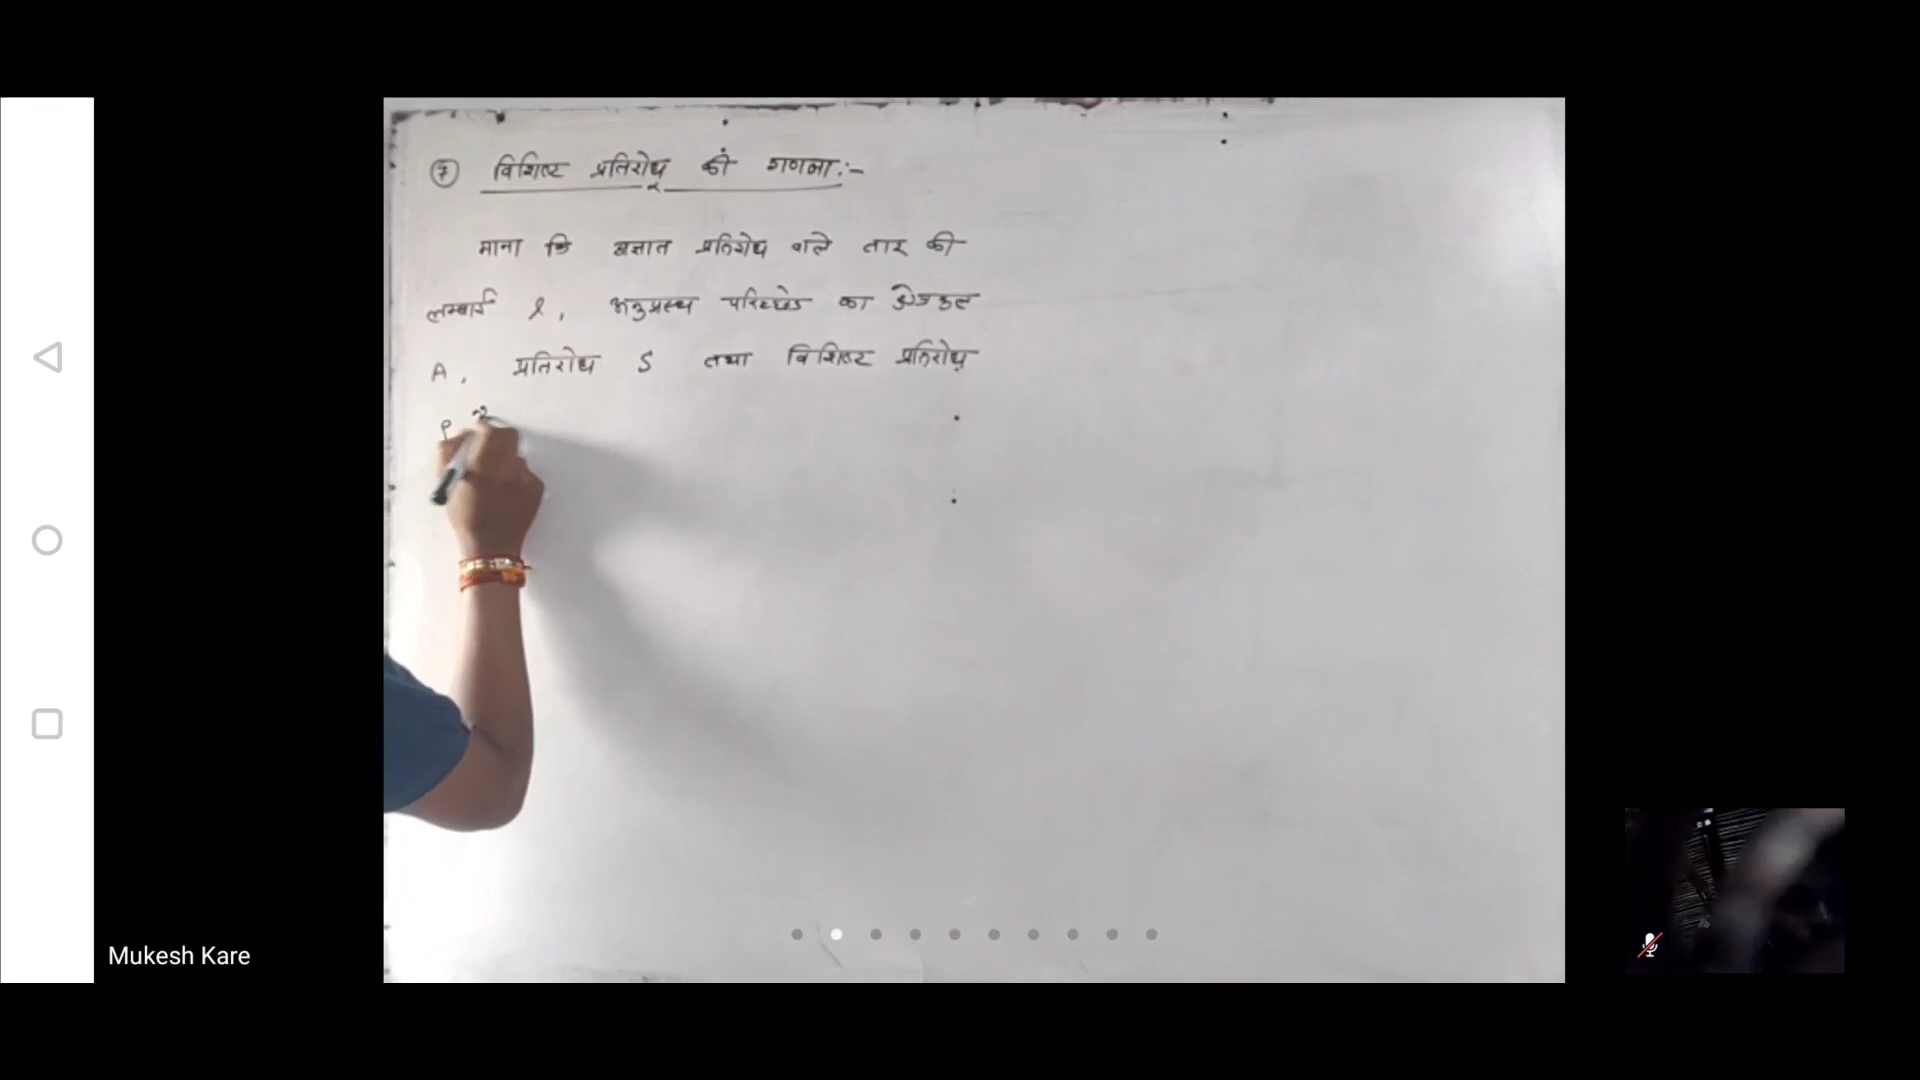 ⑦ विशिष्ट प्रतिरोध की गणना:-
माना कि अज्ञात प्रतिरोध वाले तार की
लम्बाई l, अनुप्रस्थ परिच्छेद का क्षेत्रफल
A, प्रतिरोध S तथा विशिष्ट प्रतिरोध
ρ
Mukesh Kare